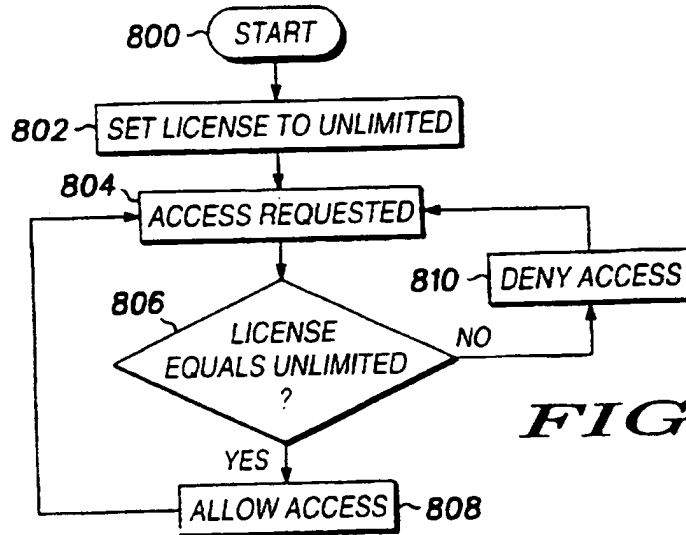 800
START
802
SET LICENSE TO UNLIMITED
804
ACCESS REQUESTED
810
DENY ACCESS
806
LICENSE
EQUALS UNLIMITED
?
NO
FIG
YES
ALLOW ACCESS
808